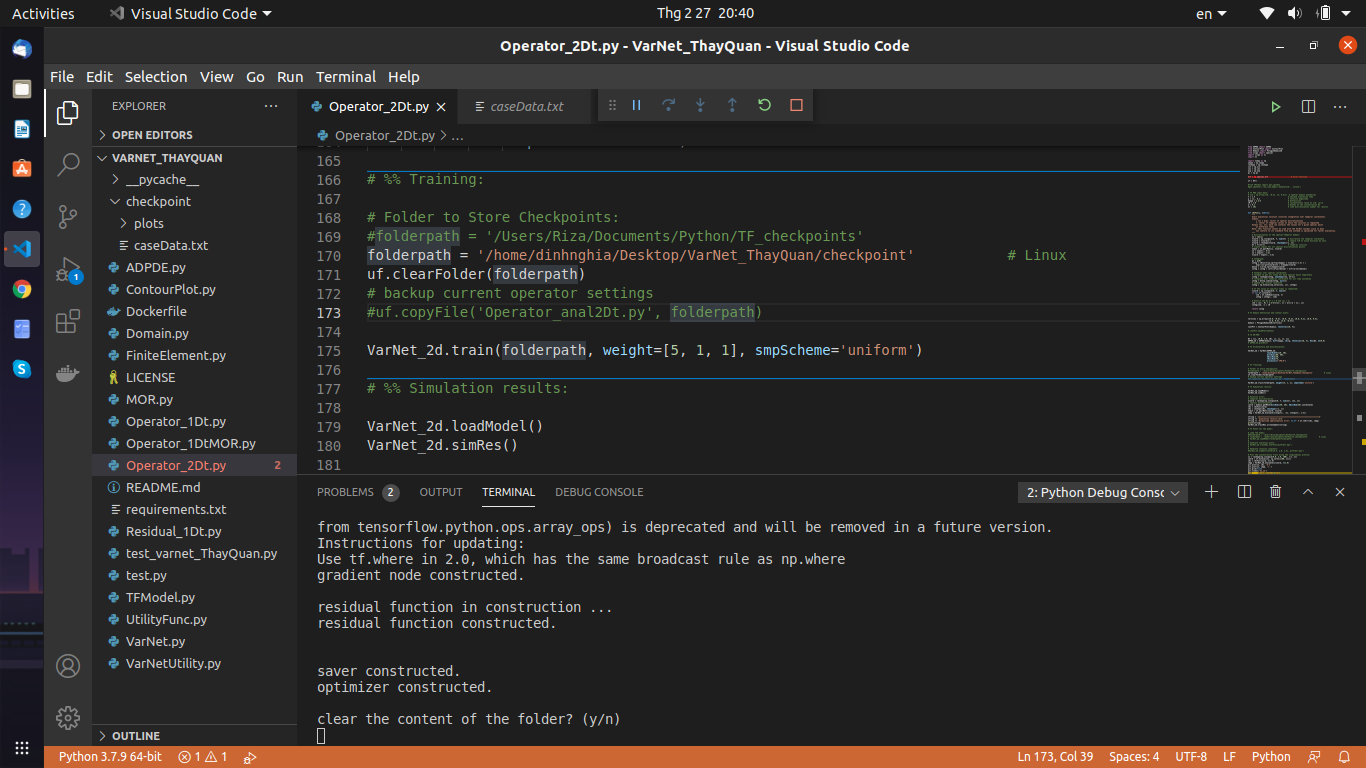 Activities
Visual Studio Code
Thg 2 27 20:40
en
Operator_2Dt.py - VarNet_ThayQuan - Visual Studio Code
File Edit Selection View Go Run Terminal Help
EXPLORER
OPEN EDITORS
VARNET_THAYQUAN
__pycache__
checkpoint
plots
caseData.txt
ADPDE.py
ContourPlot.py
Dockerfile
Domain.py
FiniteElement.py
LICENSE
MOR.py
Operator_1Dt.py
Operator_1DtMOR.py
Operator_2Dt.py 2
README.md
requirements.txt
Residual_1Dt.py
test_varnet_ThayQuan.py
test.py
TFModel.py
UtilityFunc.py
VarNet.py
VarNetUtility.py
OUTLINE
1
Operator_2Dt.py
caseData.txt
Operator_2Dt.py > ...
165
166 # %% Training:
167
168 # Folder to Store Checkpoints:
169 #folderpath = '/Users/Riza/Documents/Python/TF_checkpoints'
170 folderpath = '/home/dinhnghia/Desktop/VarNet_ThayQuan/checkpoint' # Linux
171 uf.clearFolder(folderpath)
172 # backup current operator settings
173 #uf.copyFile('Operator_anal2Dt.py', folderpath)
174
175 VarNet_2d.train(folderpath, weight=[5, 1, 1], smpScheme='uniform')
176
177 # %% Simulation results:
178
179 VarNet_2d.loadModel()
180 VarNet_2d.simRes()
181
PROBLEMS 2 OUTPUT TERMINAL DEBUG CONSOLE
2: Python Debug Consc
from tensorflow.python.ops.array_ops) is deprecated and will be removed in a future version.
Instructions for updating:
Use tf.where in 2.0, which has the same broadcast rule as np.where
gradient node constructed.
residual function in construction ...
residual function constructed.
saver constructed.
optimizer constructed.
clear the content of the folder? (y/n)
Python 3.7.9 64-bit 1 1
Ln 173, Col 39 Spaces: 4 UTF-8 LF Python